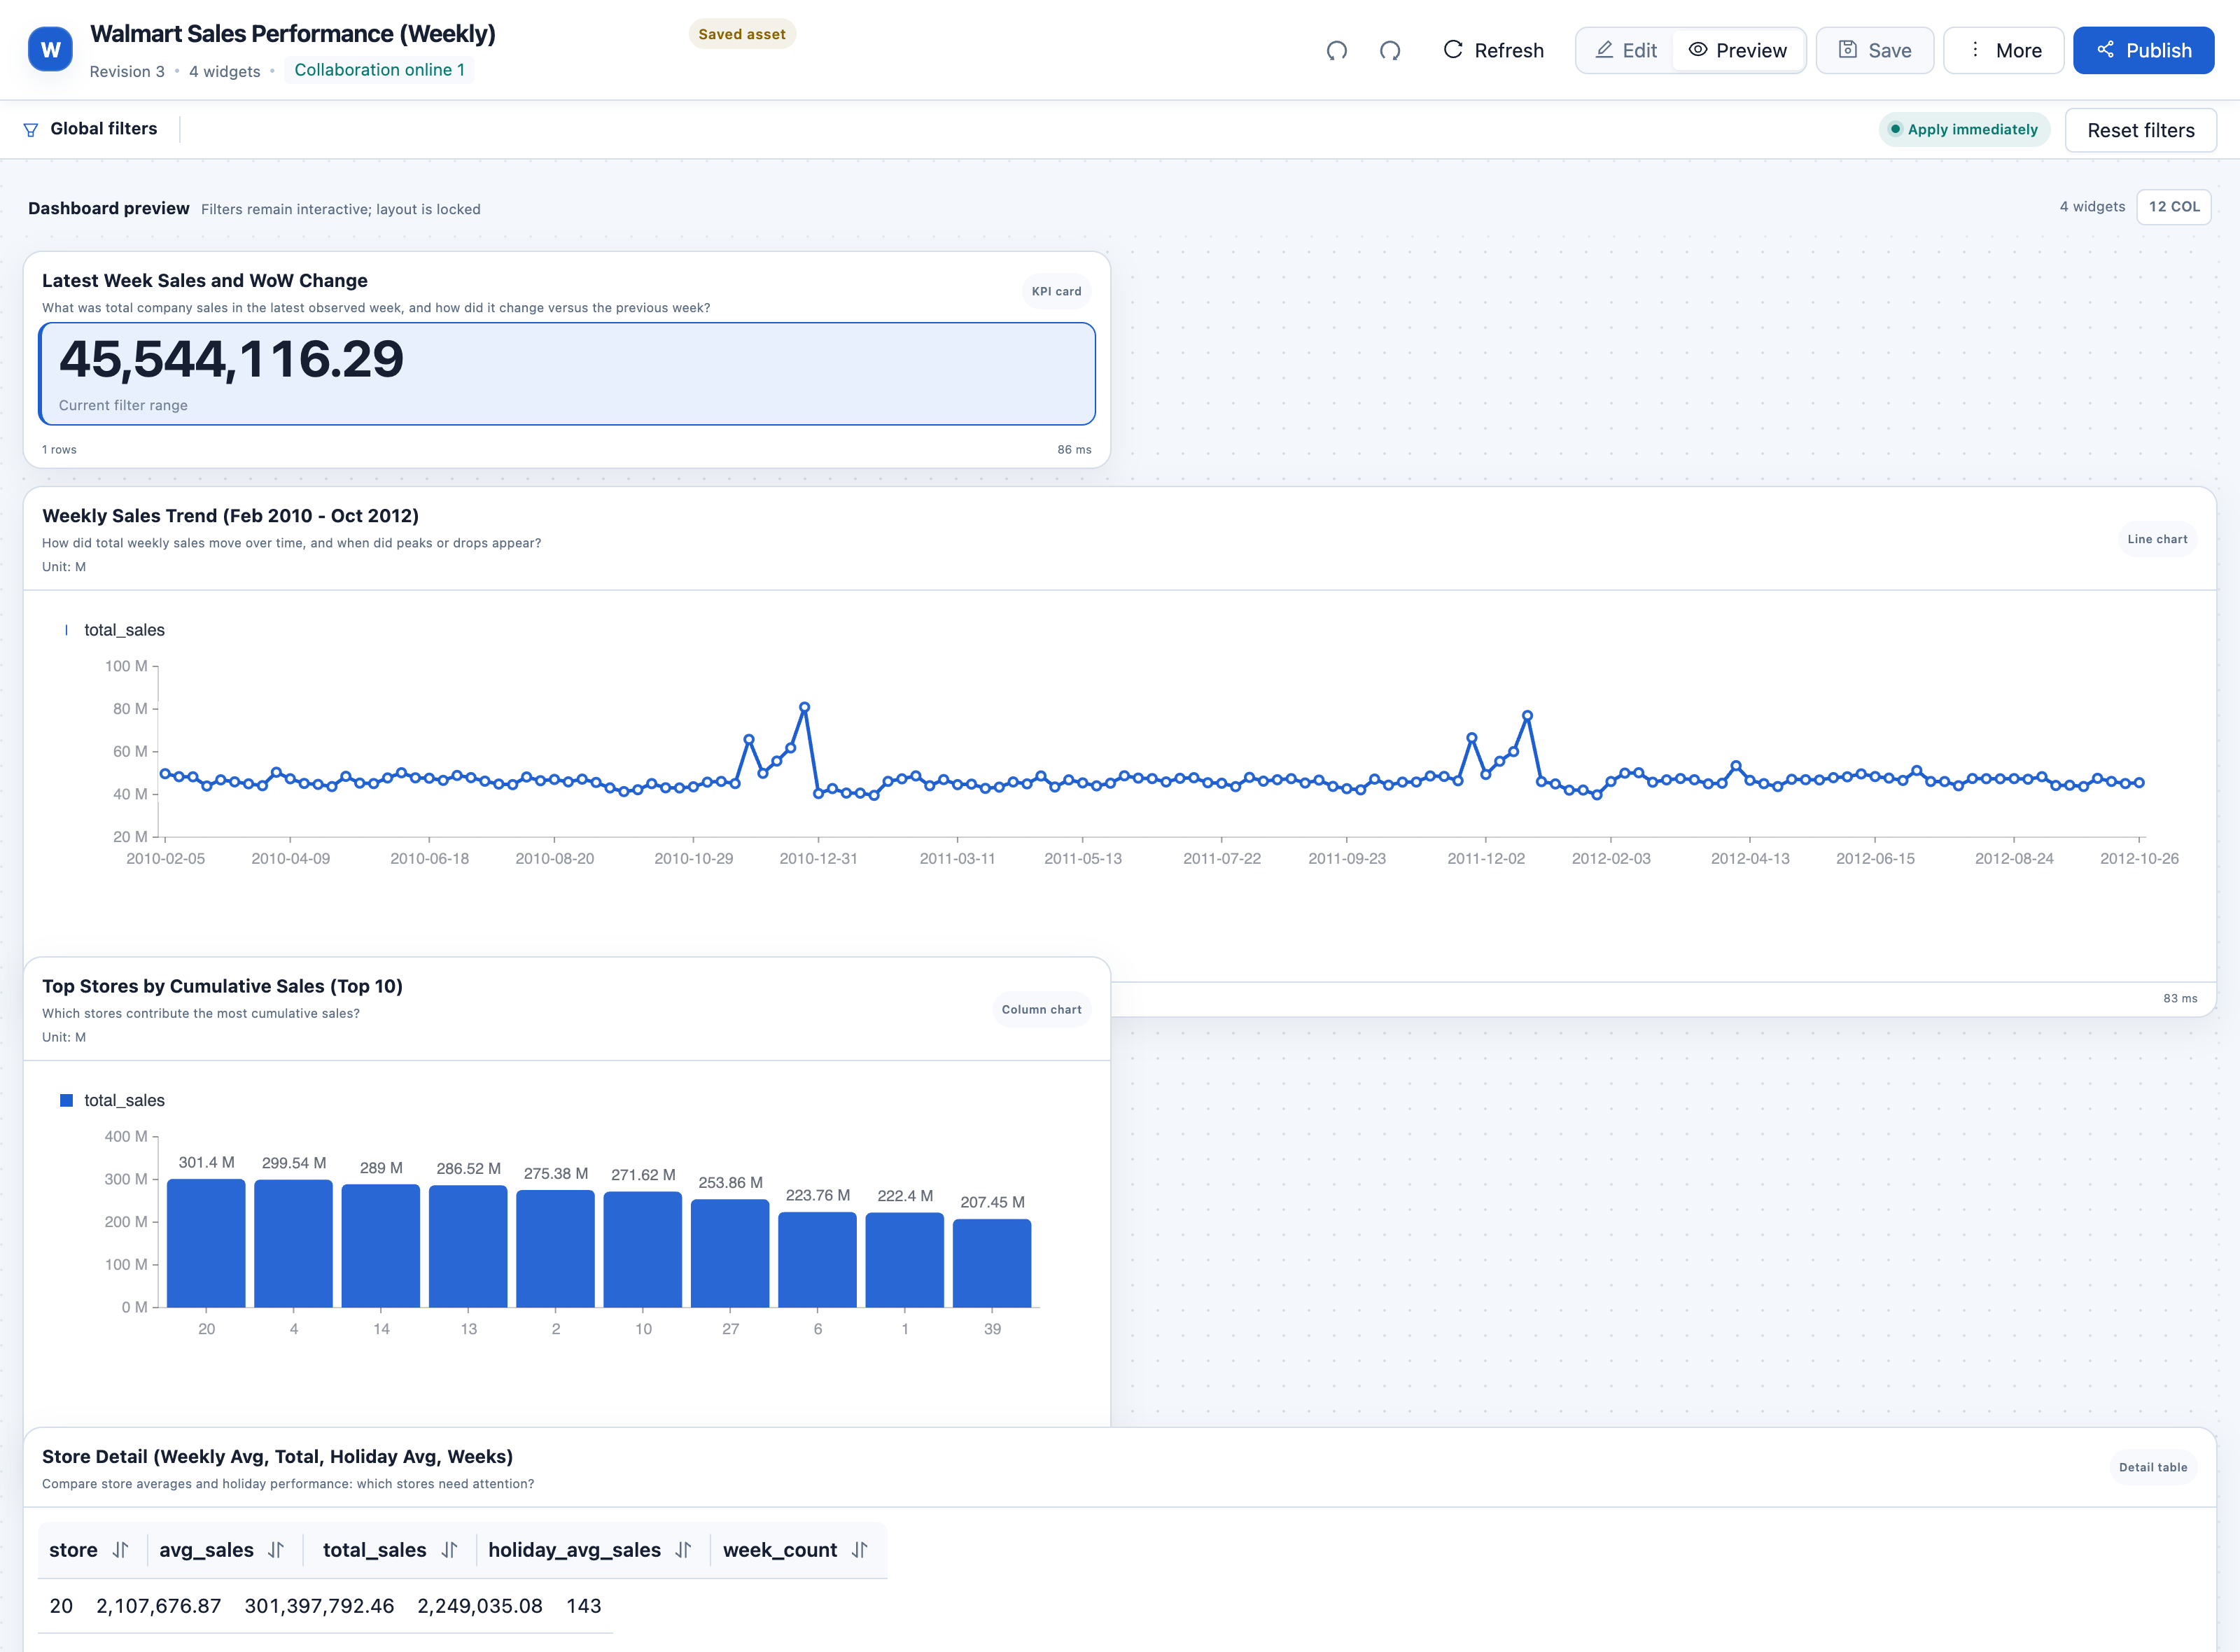 W
Walmart Sales Performance (Weekly)
Saved asset
Revision 3 • 4 widgets • Collaboration online 1
Refresh
Edit
Preview
Save
More
Publish
Global filters
Apply immediately
Reset filters
Dashboard preview Filters remain interactive; layout is locked
4 widgets
12 COL
Latest Week Sales and WoW Change
What was total company sales in the latest observed week, and how did it change versus the previous week?
KPI card
45,544,116.29
Current filter range
1 rows
86 ms
Weekly Sales Trend (Feb 2010 - Oct 2012)
How did total weekly sales move over time, and when did peaks or drops appear?
Unit: M
Line chart
total_sales
100 M
80 M
60 M
40 M
20 M
2010-02-05 2010-04-09 2010-06-18 2010-08-20 2010-10-29 2010-12-31 2011-03-11 2011-05-13 2011-07-22 2011-09-23 2011-12-02 2012-02-03 2012-04-13 2012-06-15 2012-08-24 2012-10-26
83 ms
Top Stores by Cumulative Sales (Top 10)
Which stores contribute the most cumulative sales?
Unit: M
Column chart
total_sales
400 M
300 M
200 M
100 M
0 M
301.4 M 299.54 M 289 M 286.52 M 275.38 M 271.62 M 253.86 M 223.76 M 222.4 M 207.45 M
20 4 14 13 2 10 27 6 1 39
Store Detail (Weekly Avg, Total, Holiday Avg, Weeks)
Compare store averages and holiday performance: which stores need attention?
Detail table
store avg_sales total_sales holiday_avg_sales week_count
20 2,107,676.87 301,397,792.46 2,249,035.08 143